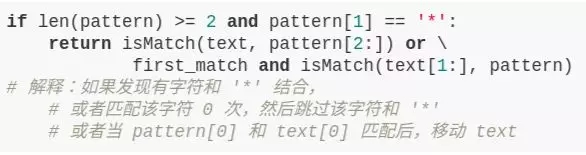 if len(pattern) >= 2 and pattern[1] == '*':
    return isMatch(text, pattern[2:]) or \
            first_match and isMatch(text[1:], pattern)
# 解释：如果发现有字符和 '*' 结合，
    # 或者匹配该字符 0 次，然后跳过该字符和 '*'
    # 或者当 pattern[0] 和 text[0] 匹配后，移动 text